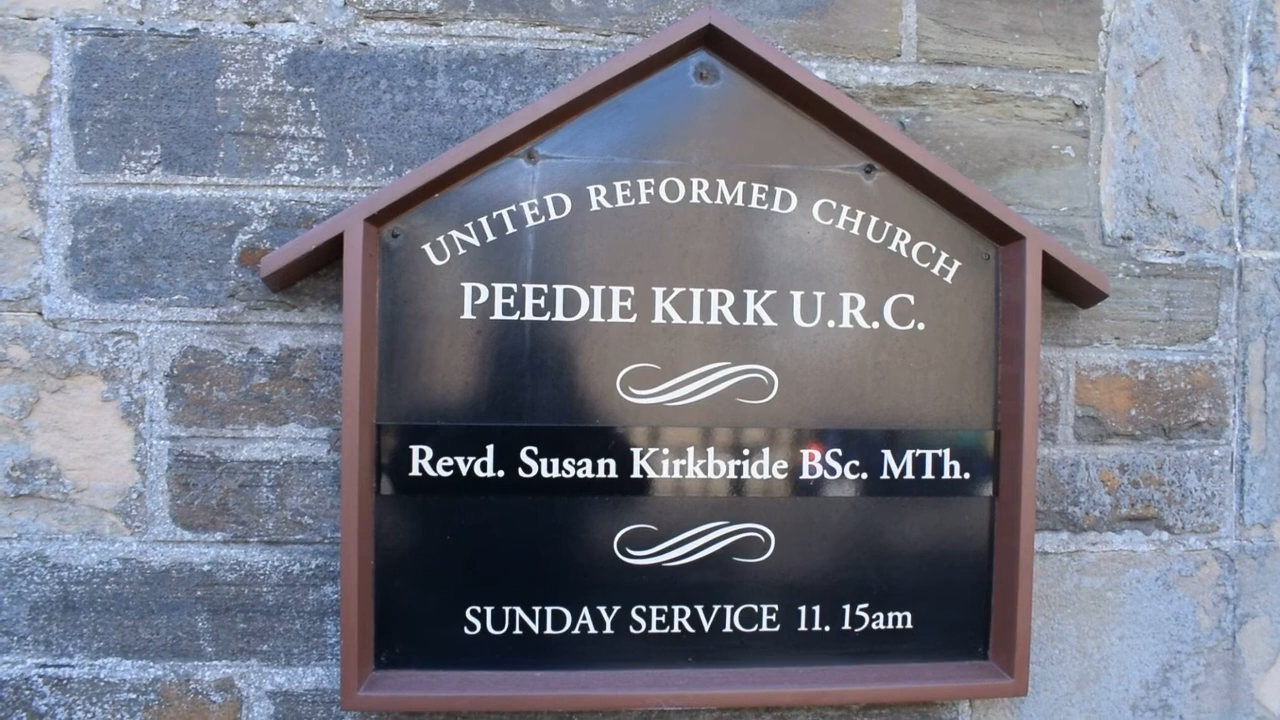 UNITED REFORMED CHURCH
PEEDIE KIRK U.R.C.
Revd. Susan Kirkbride BSc. MTh.
SUNDAY SERVICE 11. 15am